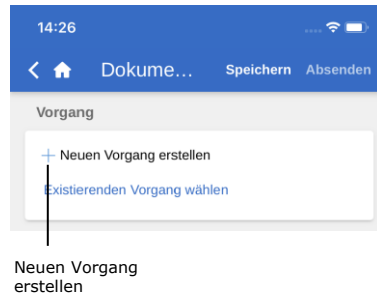 14:26
Dokume... Speichern Absenden
Vorgang
+ Neuen Vorgang erstellen
Existierenden Vorgang wählen
Neuen Vorgang
erstellen